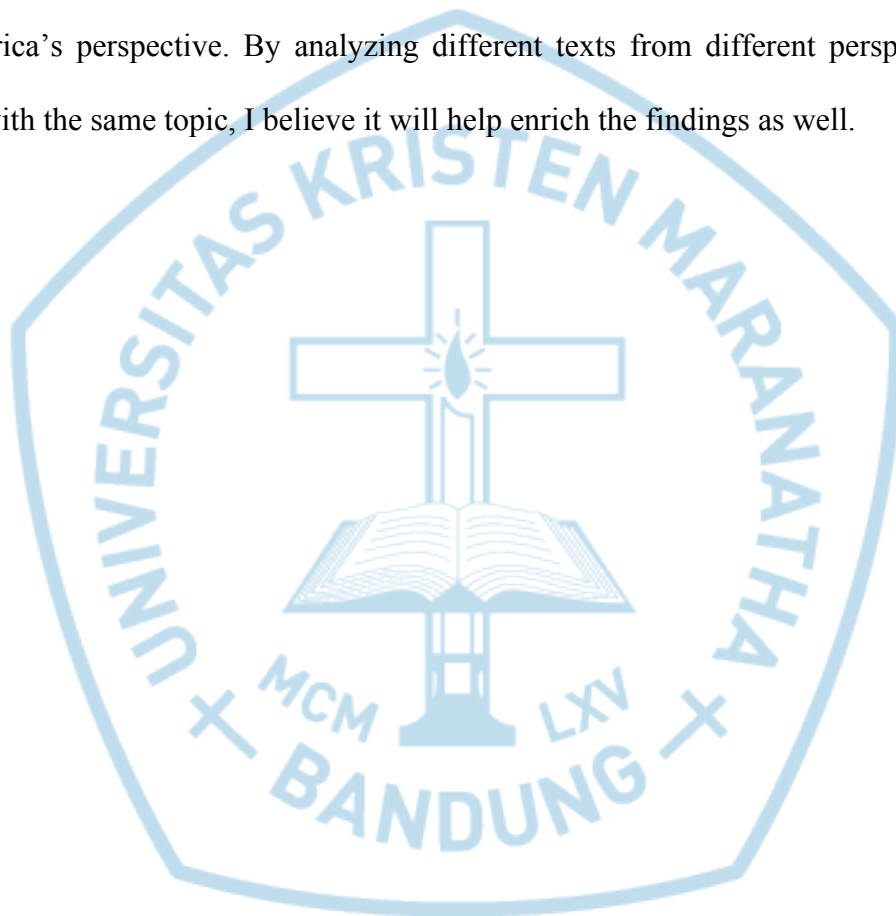 rica’s perspective. By analyzing different texts from different persp
with the same topic, I believe it will help enrich the findings as well.
UNIVERSITAS KRISTEN MARANATHA
MCM LXV
BANDUNG